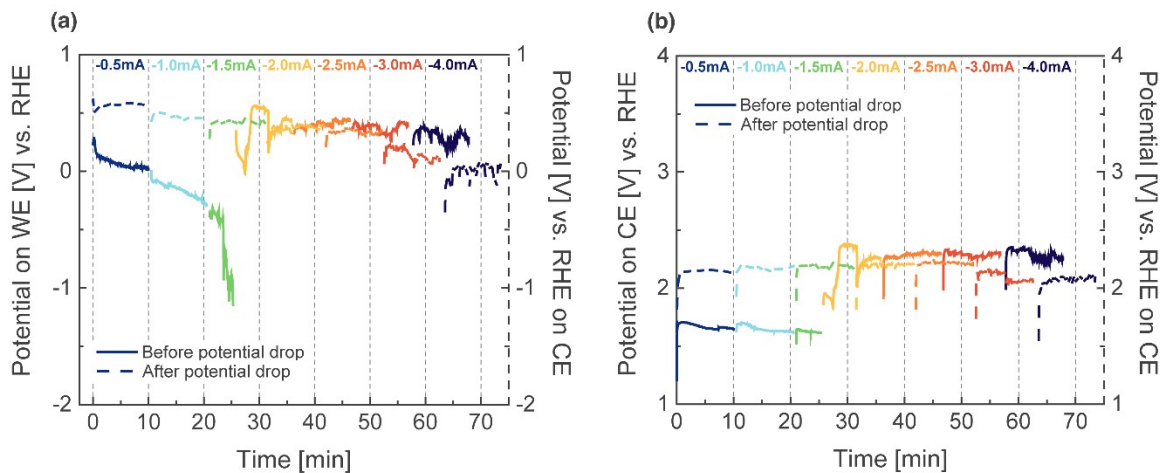 (a)
-0.5mA -1.0mA -1.5mA -2.0mA -2.5mA -3.0mA -4.0mA
1
0
-1
-2
1
0
-1
-2
Potential on WE [V] vs. RHE
Potential [V] vs. RHE on CE
Before potential drop
After potential drop
0 10 20 30 40 50 60 70
Time [min]
(b)
-0.5mA -1.0mA -1.5mA -2.0mA -2.5mA -3.0mA -4.0mA
4
3
2
1
4
3
2
1
Potential on CE [V] vs. RHE
Potential [V] vs. RHE on CE
Before potential drop
After potential drop
0 10 20 30 40 50 60 70
Time [min]